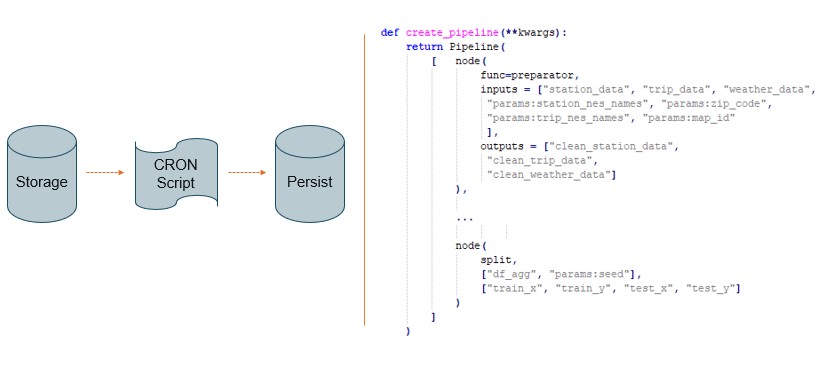 Storage
CRON
Script
Persist
def create_pipeline(**kwargs):
return Pipeline(
[ node(
func=preparator,
inputs = ["station_data", "trip_data", "weather_data",
"params:station_nes_names", "params:zip_code",
"params:trip_nes_names", "params:map_id"
],
outputs = ["clean_station_data",
"clean_trip_data",
"clean_weather_data"]
),
...
node(
split,
["df_agg", "params:seed"],
["train_x", "train_y", "test_x", "test_y"]
)
]
)